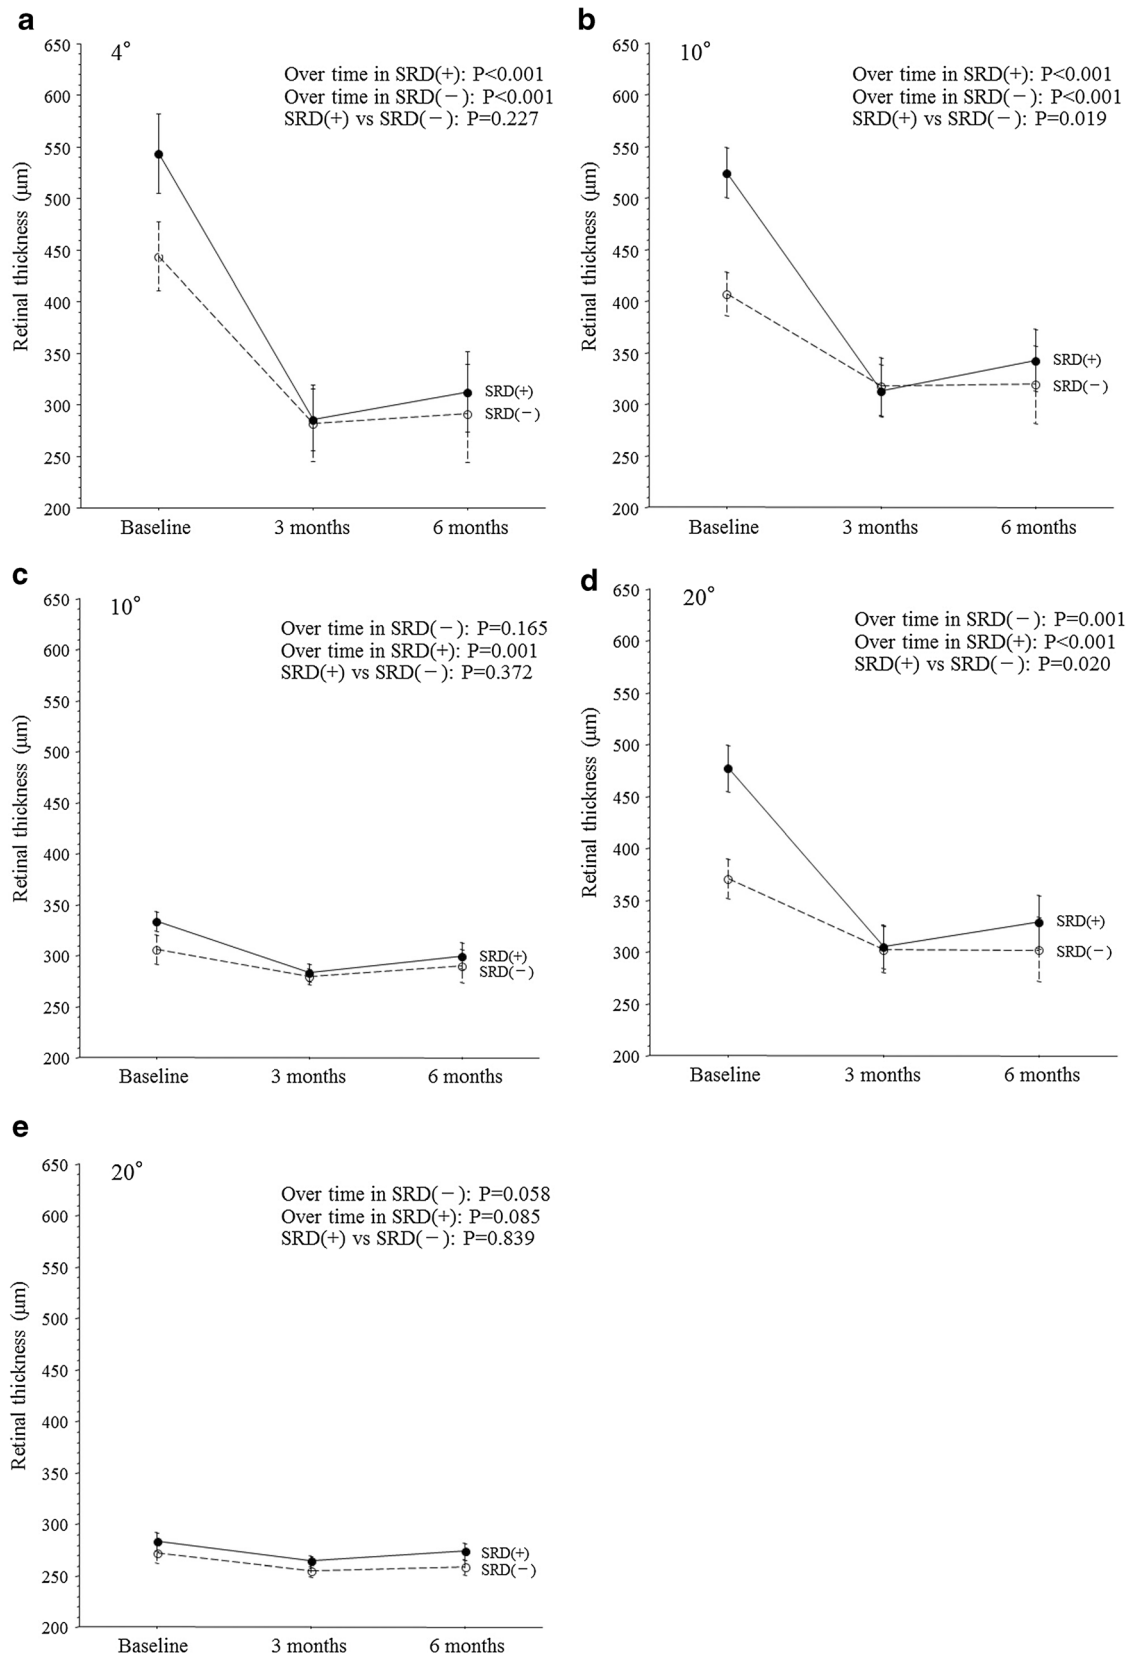 a
4°
Over time in SRD(+): P<0.001
Over time in SRD(−): P<0.001
SRD(+) vs SRD(−): P=0.227
Retinal thickness (μm)
650
600
550
500
450
400
350
300
250
200
SRD(+)
SRD(−)
Baseline 3 months 6 months
b
10°
Over time in SRD(+): P<0.001
Over time in SRD(−): P<0.001
SRD(+) vs SRD(−): P=0.019
Retinal thickness (μm)
650
600
550
500
450
400
350
300
250
200
SRD(+)
SRD(−)
Baseline 3 months 6 months
c
10°
Over time in SRD(−): P=0.165
Over time in SRD(+): P=0.001
SRD(+) vs SRD(−): P=0.372
Retinal thickness (μm)
650
600
550
500
450
400
350
300
250
200
SRD(+)
SRD(−)
Baseline 3 months 6 months
d
20°
Over time in SRD(−): P=0.001
Over time in SRD(+): P<0.001
SRD(+) vs SRD(−): P=0.020
Retinal thickness (μm)
650
600
550
500
450
400
350
300
250
200
SRD(+)
SRD(−)
Baseline 3 months 6 months
e
20°
Over time in SRD(−): P=0.058
Over time in SRD(+): P=0.085
SRD(+) vs SRD(−): P=0.839
Retinal thickness (μm)
650
600
550
500
450
400
350
300
250
200
SRD(+)
SRD(−)
Baseline 3 months 6 months